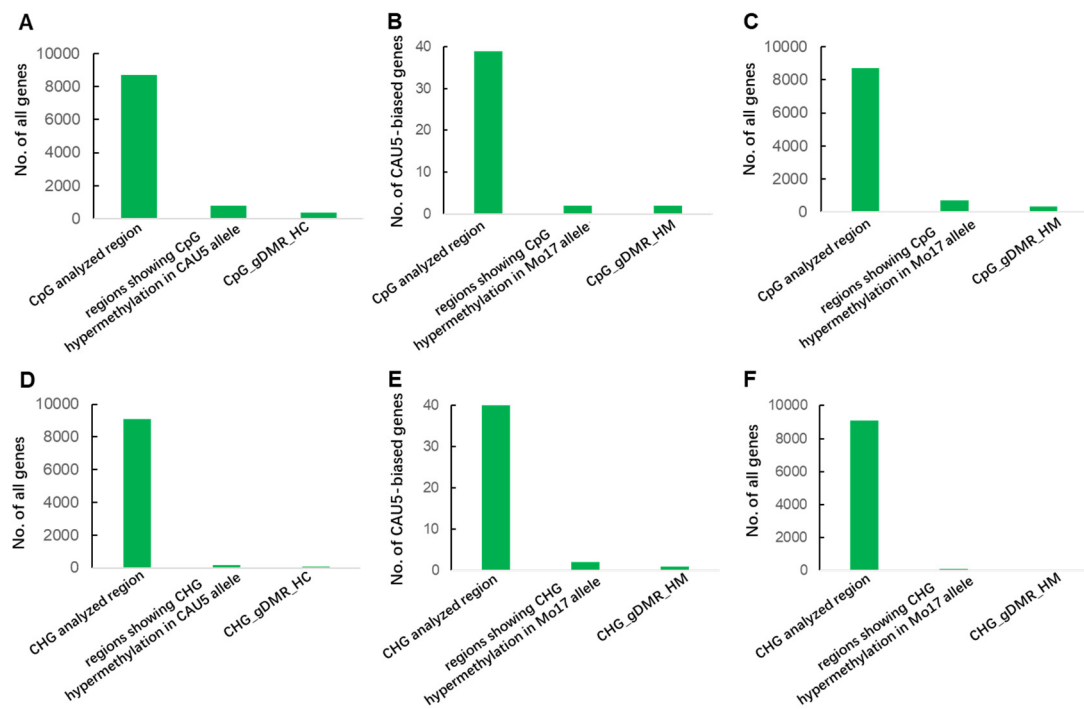 A
No. of all genes
10000
8000
6000
4000
2000
0
CpG analyzed region
regions showing CpG
hypermethylation in CAU5 allele
CpG_gDMR_HC
B
No. of CAU5-biased genes
40
30
20
10
0
CpG analyzed region
regions showing CpG
hypermethylation in Mo17 allele
CpG_gDMR_HM
C
No. of all genes
10000
8000
6000
4000
2000
0
CpG analyzed region
regions showing CpG
hypermethylation in Mo17 allele
CpG_gDMR_HM
D
No. of all genes
10000
8000
6000
4000
2000
0
CHG analyzed region
regions showing CHG
hypermethylation in CAU5 allele
CHG_gDMR_HC
E
No. of CAU5-biased genes
40
30
20
10
0
CHG analyzed region
regions showing CHG
hypermethylation in Mo17 allele
CHG_gDMR_HM
F
No. of all genes
10000
8000
6000
4000
2000
0
CHG analyzed region
regions showing CHG
hypermethylation in Mo17 allele
CHG_gDMR_HM